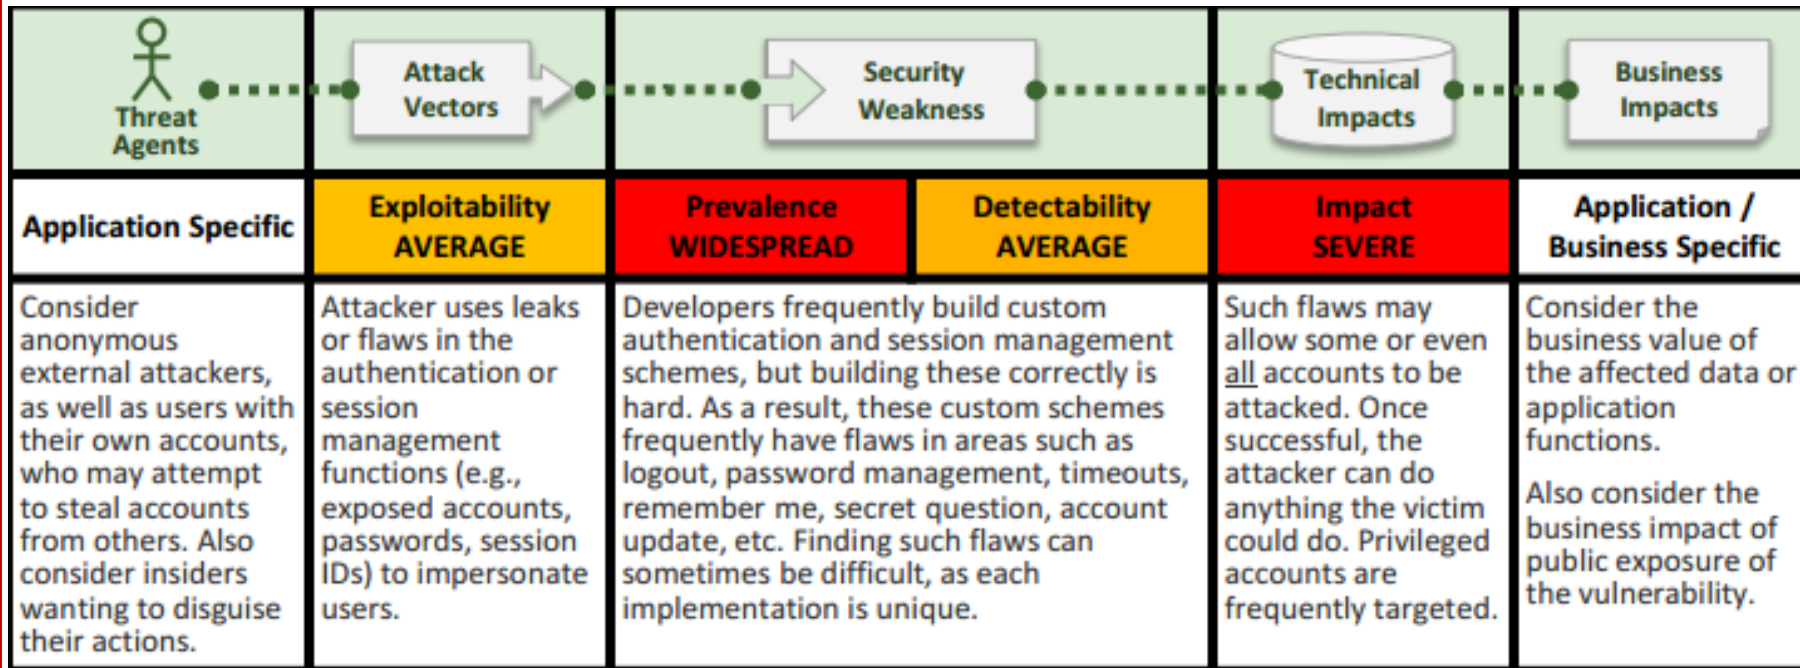 Threat
Agents
Attack
Vectors
Security
Weakness
Technical
Impacts
Business
Impacts
Application Specific
Exploitability
AVERAGE
Prevalence
WIDESPREAD
Detectability
AVERAGE
Impact
SEVERE
Application /
Business Specific
Consider
anonymous
external attackers,
as well as users with
their own accounts,
who may attempt
to steal accounts
from others. Also
consider insiders
wanting to disguise
their actions.
Attacker uses leaks
or flaws in the
authentication or
session
management
functions (e.g.,
exposed accounts,
passwords, session
IDs) to impersonate
users.
Developers frequently build custom
authentication and session management
schemes, but building these correctly is
hard. As a result, these custom schemes
frequently have flaws in areas such as
logout, password management, timeouts,
remember me, secret question, account
update, etc. Finding such flaws can
sometimes be difficult, as each
implementation is unique.
Such flaws may
allow some or even
all accounts to be
attacked. Once
successful, the
attacker can do
anything the victim
could do. Privileged
accounts are
frequently targeted.
Consider the
business value of
the affected data or
application
functions.
Also consider the
business impact of
public exposure of
the vulnerability.